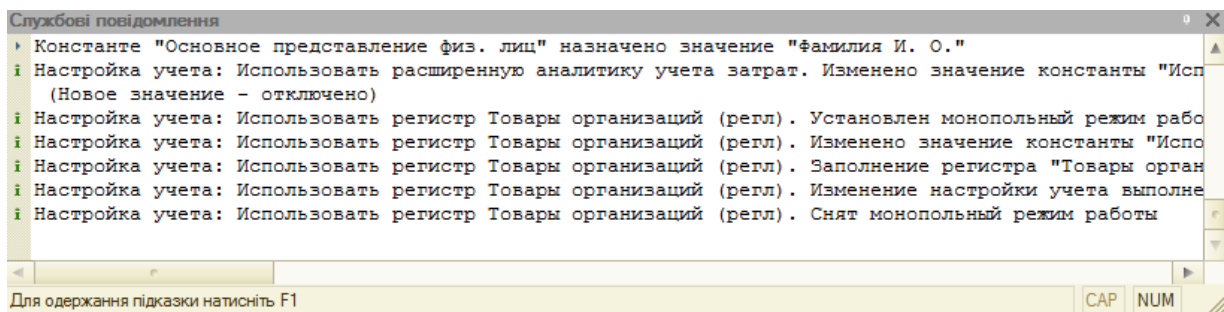 Службові повідомлення
Константе "Основное представление физ. лиц" назначено значение "Фамилия И. О."
Настройка учета: Использовать расширенную аналитику учета затрат. Изменено значение константы "Исп
(Новое значение - отключено)
Настройка учета: Использовать регистр Товары организаций (регл). Установлен монопольный режим рабо
Настройка учета: Использовать регистр Товары организаций (регл). Изменено значение константы "Испо
Настройка учета: Использовать регистр Товары организаций (регл). Заполнение регистра "Товары орган
Настройка учета: Использовать регистр Товары организаций (регл). Изменение настройки учета выполне
Настройка учета: Использовать регистр Товары организаций (регл). Снят монопольный режим работы
Для одержання підказки натисніть F1 CAP NUM